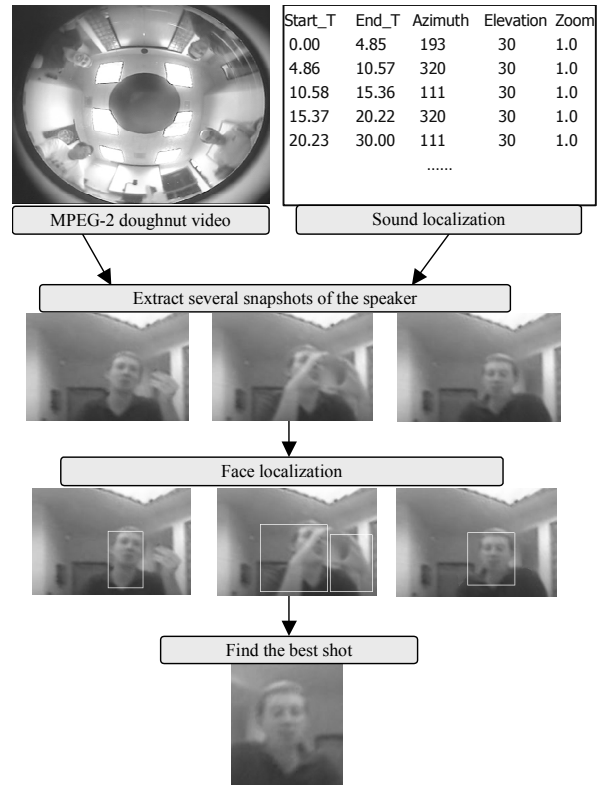 Start_T End_T Azimuth Elevation Zoom
0.00 4.85 193 30 1.0
4.86 10.57 320 30 1.0
10.58 15.36 111 30 1.0
15.37 20.22 320 30 1.0
20.23 30.00 111 30 1.0
......
MPEG-2 doughnut video
Sound localization
Extract several snapshots of the speaker
Face localization
Find the best shot